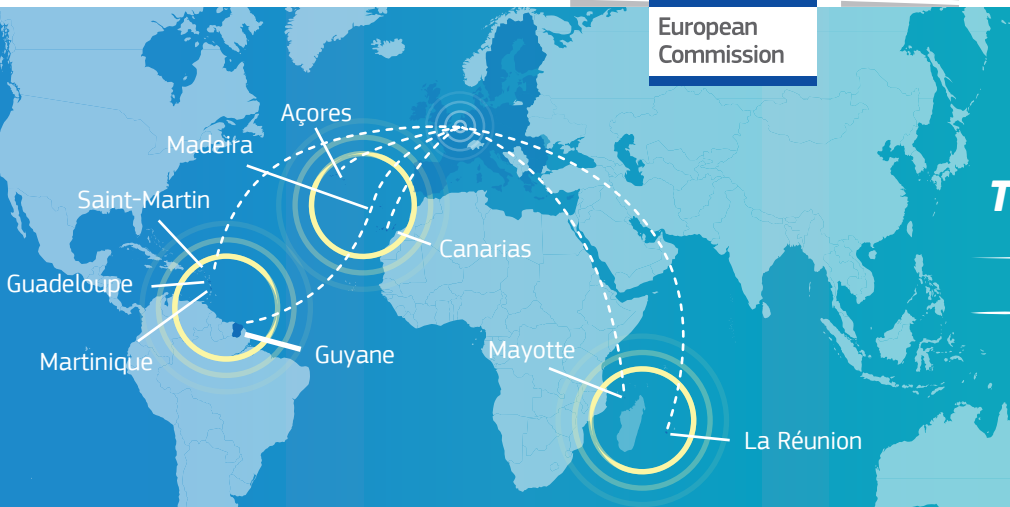 European
Commission
Açores
Madeira
Saint-Martin
T
Canarias
Guadeloupe
Mayotte
Martinique
Guyane
La Réunion